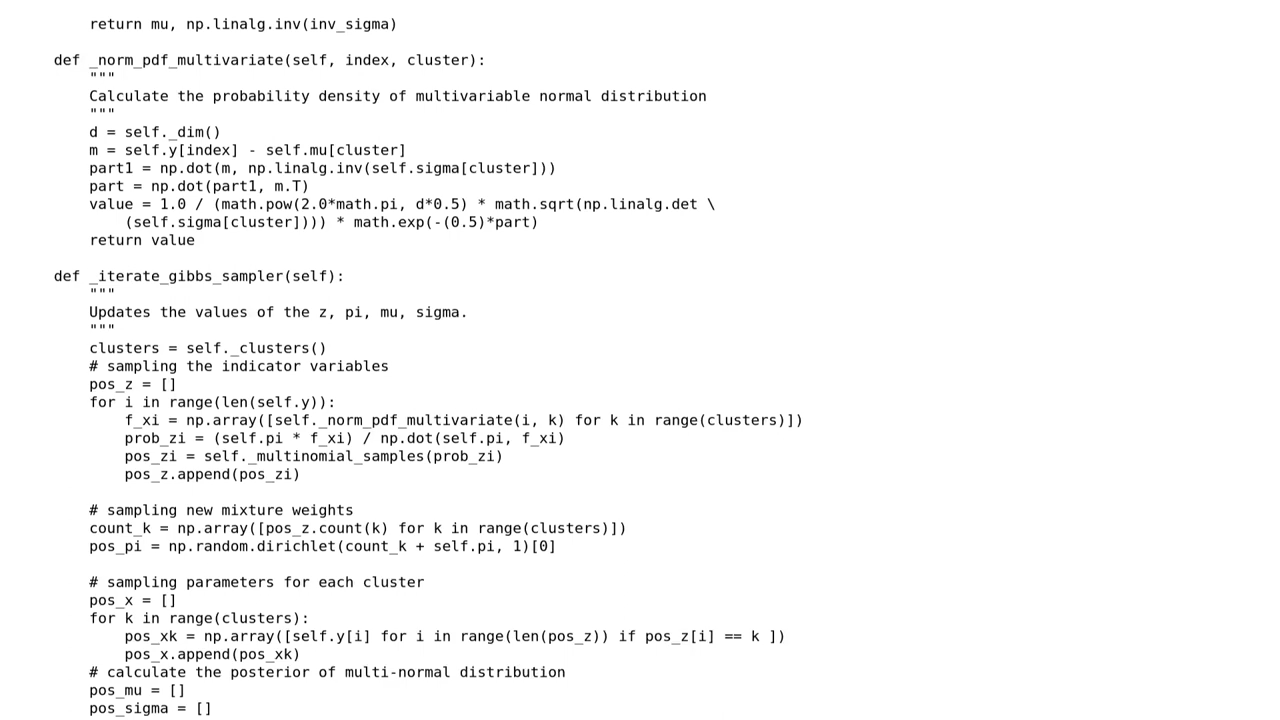 return mu, np.linalg.inv(inv_sigma)
def _norm_pdf_multivariate(self, index, cluster):
"""
Calculate the probability density of multivariable normal distribution
"""
d = self._dim()
m = self.y[index] - self.mu[cluster]
part1 = np.dot(m, np.linalg.inv(self.sigma[cluster]))
part = np.dot(part1, m.T)
value = 1.0 / (math.pow(2.0*math.pi, d*0.5) * math.sqrt(np.linalg.det \
(self.sigma[cluster]))) * math.exp(-(0.5)*part)
return value
def _iterate_gibbs_sampler(self):
"""
Updates the values of the z, pi, mu, sigma.
"""
clusters = self._clusters()
# sampling the indicator variables
pos_z = []
for i in range(len(self.y)):
f_xi = np.array([self._norm_pdf_multivariate(i, k) for k in range(clusters)])
prob_zi = (self.pi * f_xi) / np.dot(self.pi, f_xi)
pos_zi = self._multinomial_samples(prob_zi)
pos_z.append(pos_zi)
# sampling new mixture weights
count_k = np.array([pos_z.count(k) for k in range(clusters)])
pos_pi = np.random.dirichlet(count_k + self.pi, 1)[0]
# sampling parameters for each cluster
pos_x = []
for k in range(clusters):
pos_xk = np.array([self.y[i] for i in range(len(pos_z)) if pos_z[i] == k ])
pos_x.append(pos_xk)
# calculate the posterior of multi-normal distribution
pos_mu = []
pos_sigma = []